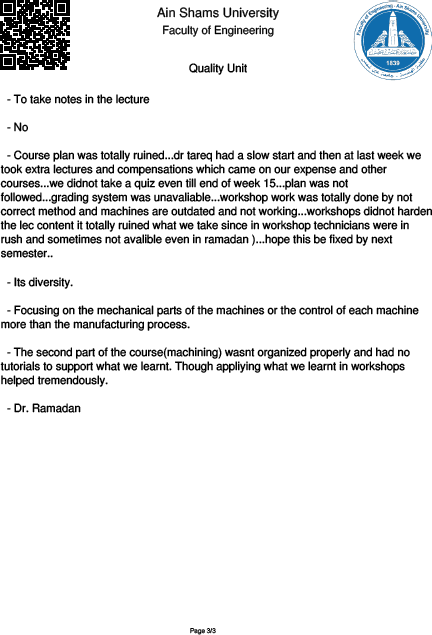 Ain Shams University
Faculty of Engineering
Quality Unit
Faculty of Engineering - Ain Shams University
1839
- To take notes in the lecture
- No
- Course plan was totally ruined...dr tareq had a slow start and then at last week we
took extra lectures and compensations which came on our expense and other
courses...we didnot take a quiz even till end of week 15...plan was not
followed...grading system was unavaliable...workshop work was totally done by not
correct method and machines are outdated and not working...workshops didnot harden
the lec content it totally ruined what we take since in workshop technicians were in
rush and sometimes not avalible even in ramadan )...hope this be fixed by next
semester..
- Its diversity.
- Focusing on the mechanical parts of the machines or the control of each machine
more than the manufacturing process.
- The second part of the course(machining) wasnt organized properly and had no
tutorials to support what we learnt. Though appliying what we learnt in workshops
helped tremendously.
- Dr. Ramadan
Page 3/3